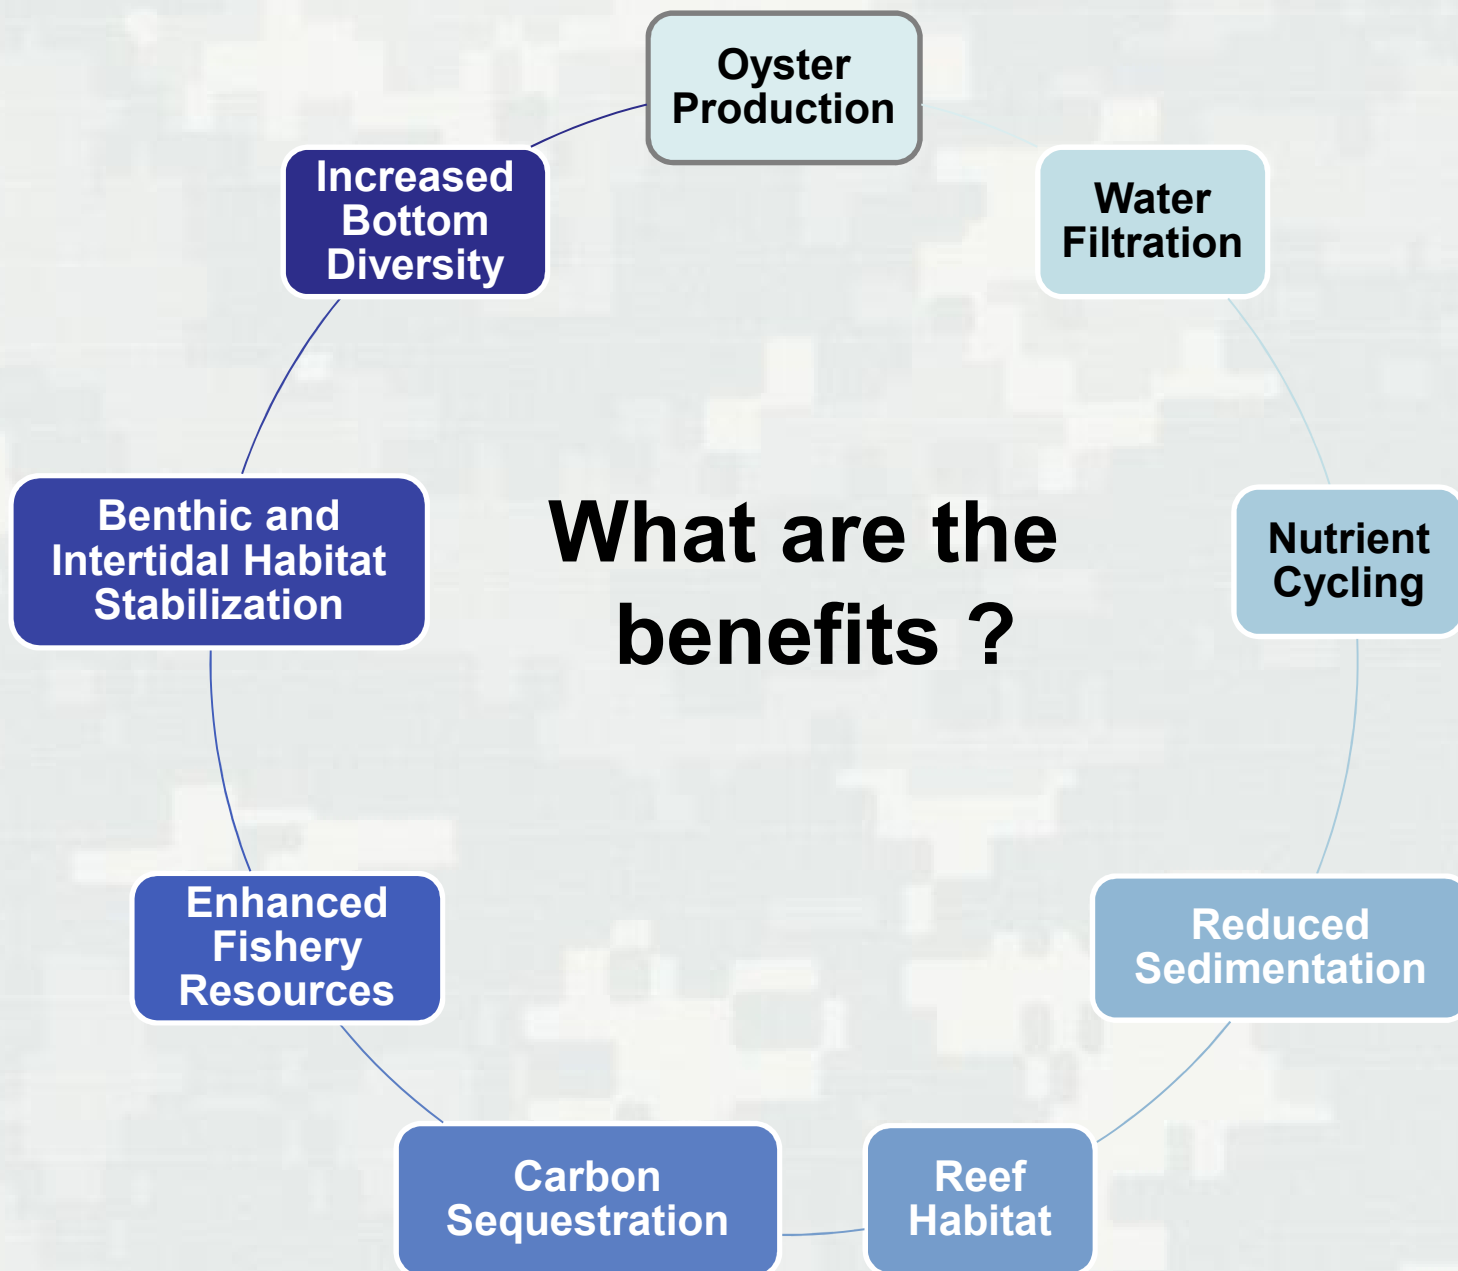 Oyster
Production
Water
Filtration
Nutrient
Cycling
Reduced
Sedimentation
Reef
Habitat
Carbon
Sequestration
Enhanced
Fishery
Resources
Benthic and
Intertidal Habitat
Stabilization
Increased
Bottom
Diversity
What are the
benefits ?